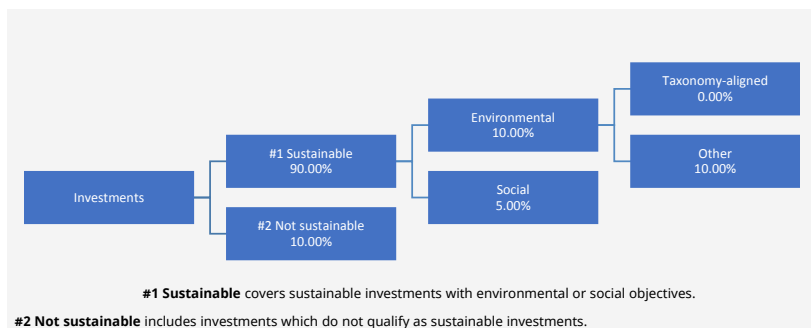 Investments
#1 Sustainable
90.00%
#2 Not sustainable
10.00%
Environmental
10.00%
Social
5.00%
Taxonomy-aligned
0.00%
Other
10.00%
#1 Sustainable covers sustainable investments with environmental or social objectives.
#2 Not sustainable includes investments which do not qualify as sustainable investments.